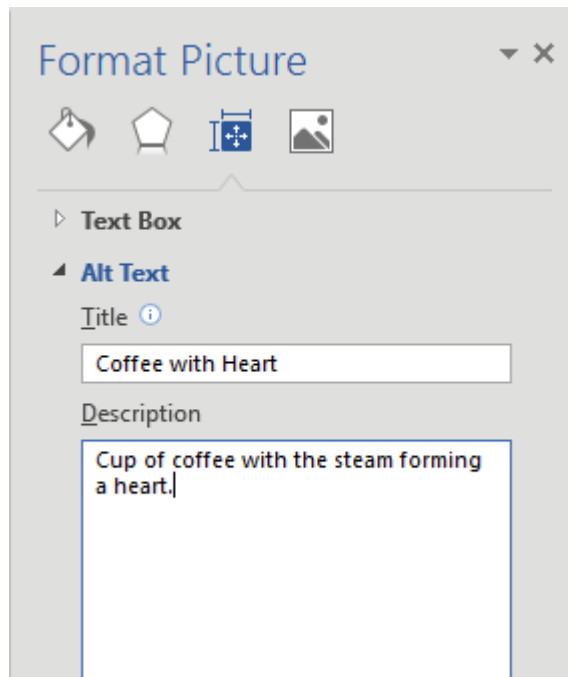 Format Picture
Text Box
Alt Text
Title
Coffee with Heart
Description
Cup of coffee with the steam forming
a heart.